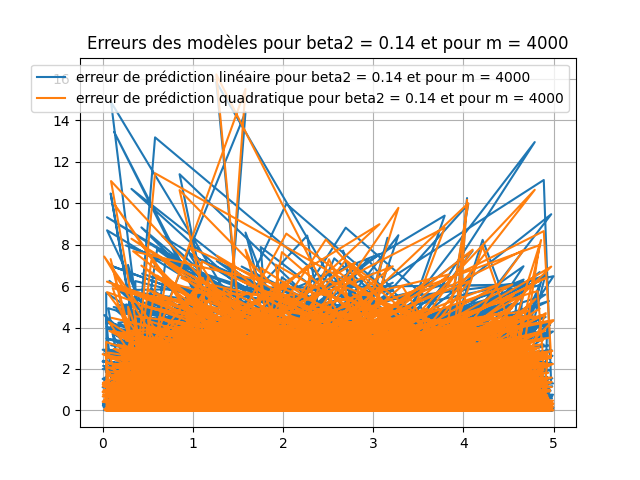 Erreurs des modèles pour beta2 = 0.14 et pour m = 4000
erreur de prédiction linéaire pour beta2 = 0.14 et pour m = 4000
erreur de prédiction quadratique pour beta2 = 0.14 et pour m = 4000
16
14
12
10
8
6
4
2
0
0 1 2 3 4 5